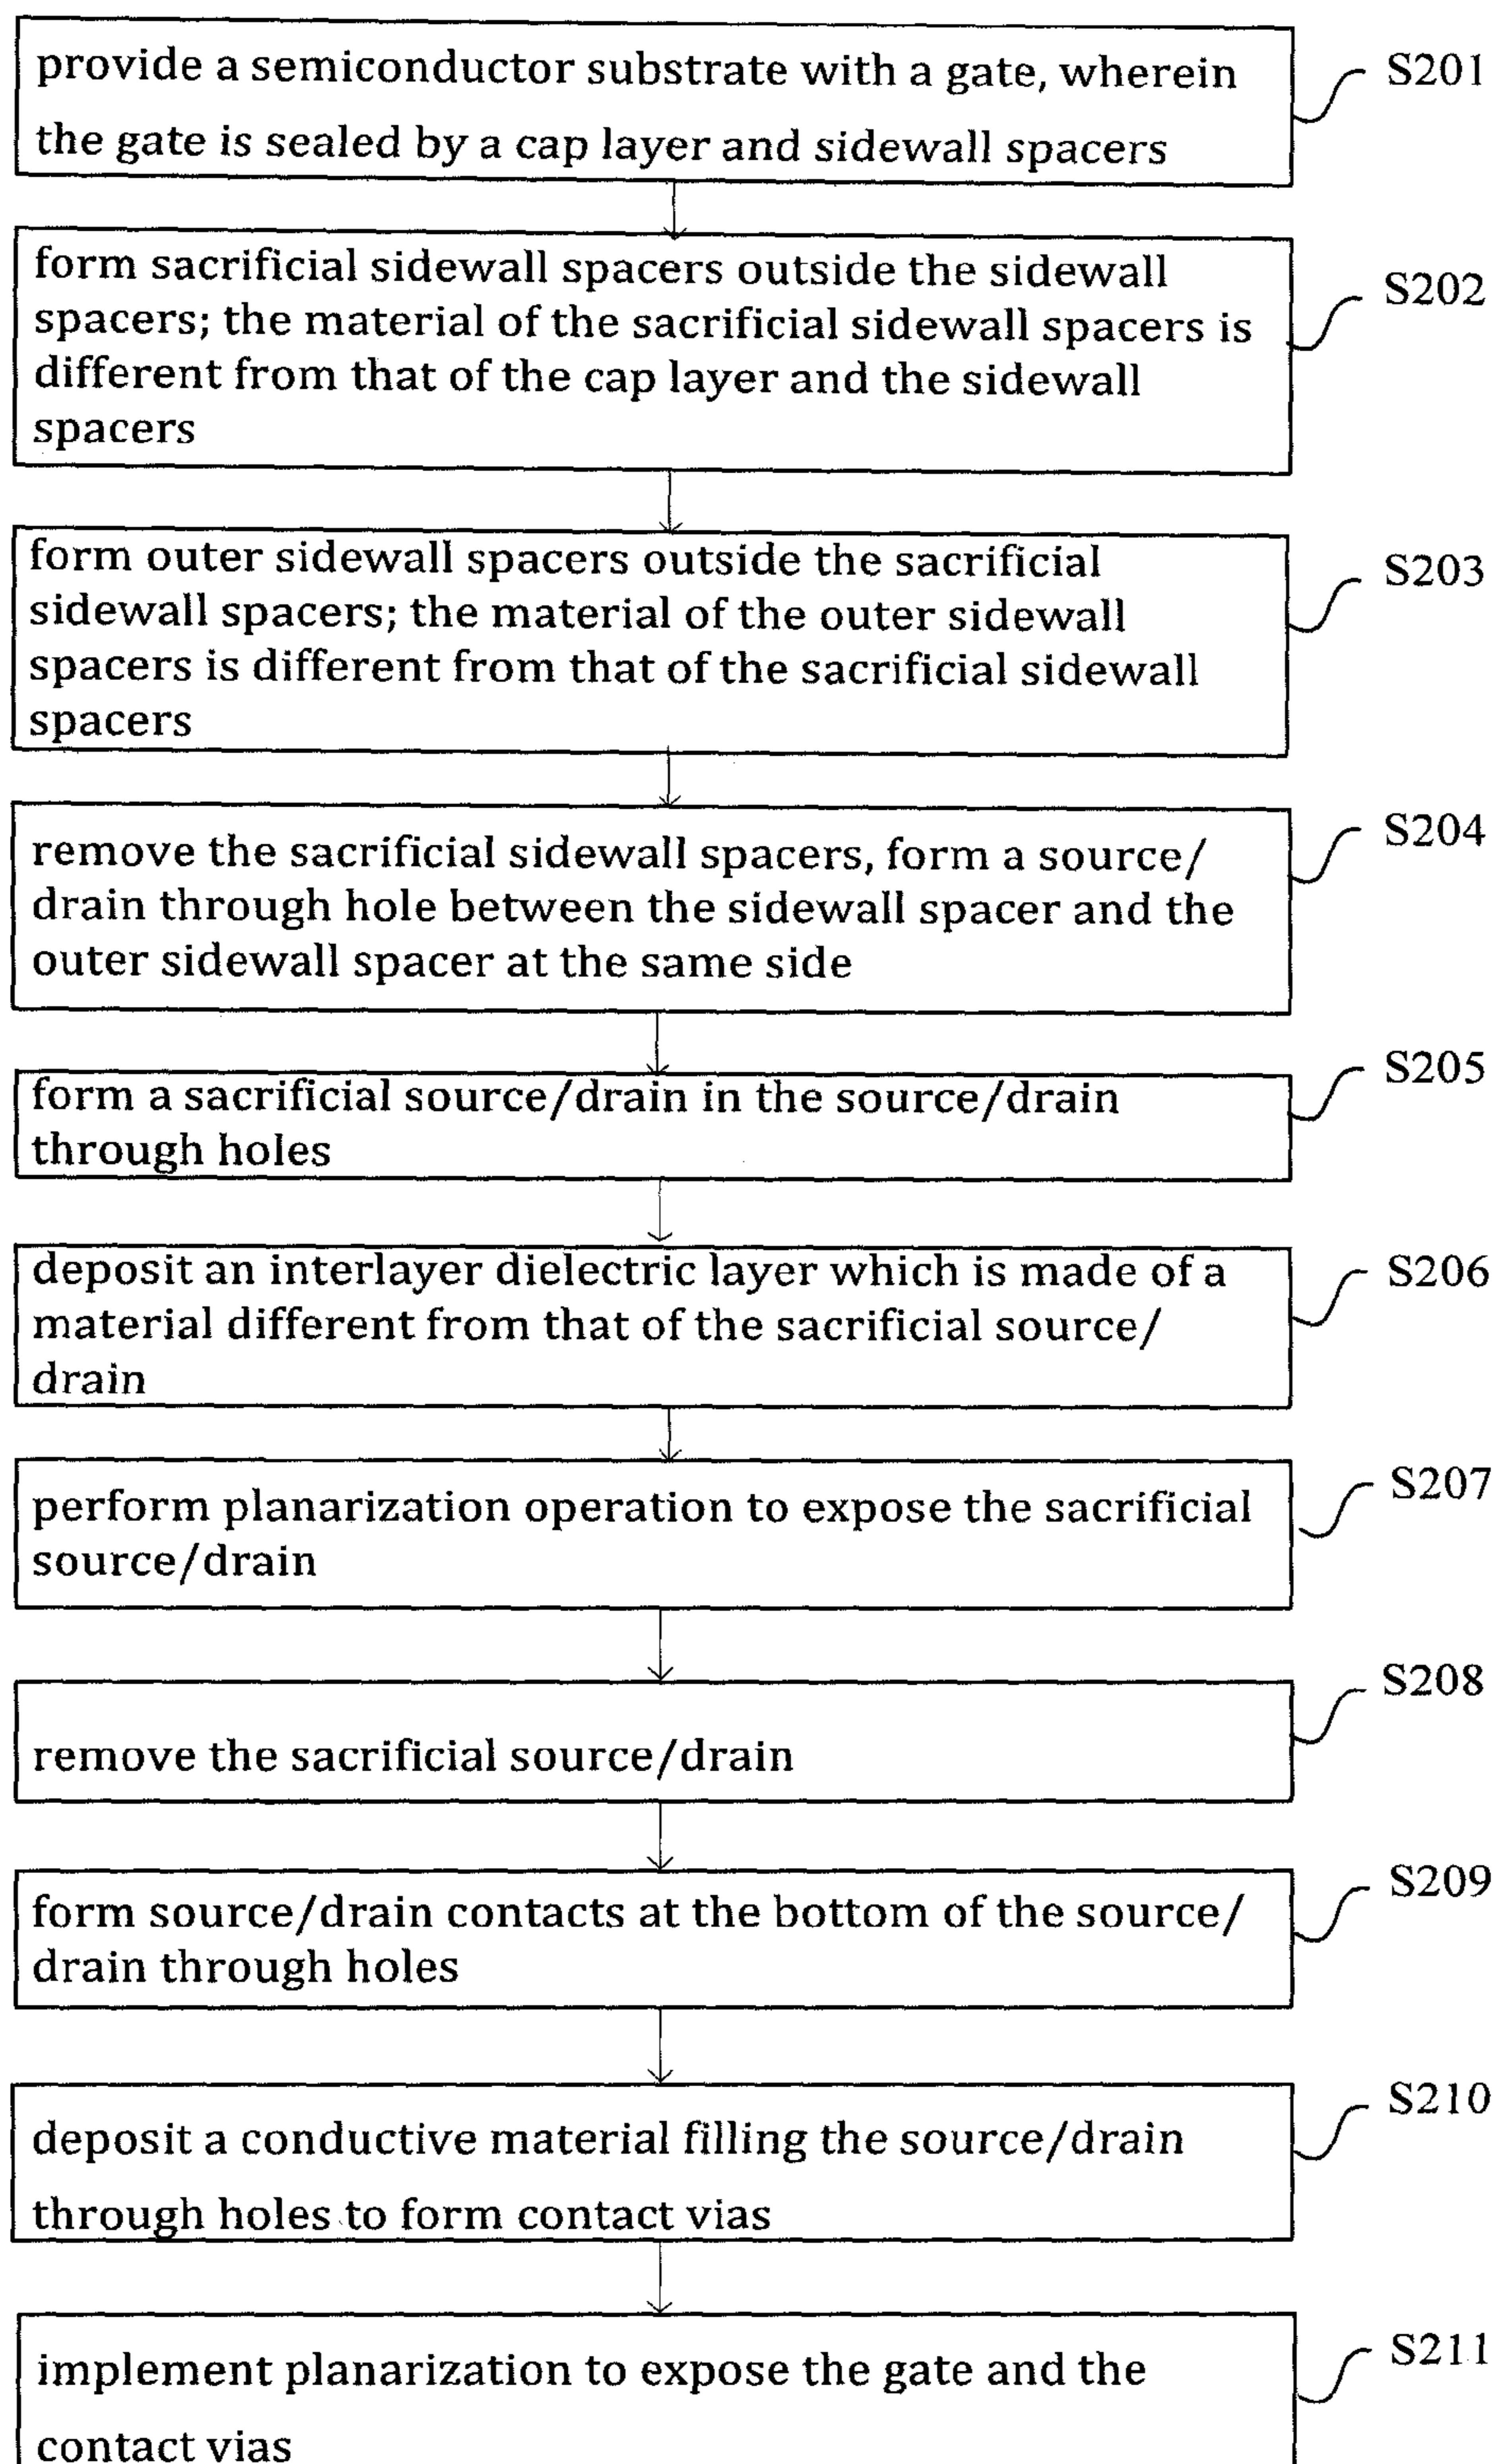 provide a semiconductor substrate with a gate, wherein
the gate is sealed by a cap layer and sidewall spacers
S201
form sacrificial sidewall spacers outside the sidewall
spacers; the material of the sacrificial sidewall spacers is
different from that of the cap layer and the sidewall
spacers
S202
form outer sidewall spacers outside the sacrificial
sidewall spacers; the material of the outer sidewall
spacers is different from that of the sacrificial sidewall
spacers
S203
remove the sacrificial sidewall spacers, form a source/
drain through hole between the sidewall spacer and the
outer sidewall spacer at the same side
S204
form a sacrificial source/drain in the source/drain
through holes
S205
deposit an interlayer dielectric layer which is made of a
material different from that of the sacrificial source/
drain
S206
perform planarization operation to expose the sacrificial
source/drain
S207
remove the sacrificial source/drain
S208
form source/drain contacts at the bottom of the source/
drain through holes
S209
deposit a conductive material filling the source/drain
through holes to form contact vias
S210
implement planarization to expose the gate and the
contact vias
S211